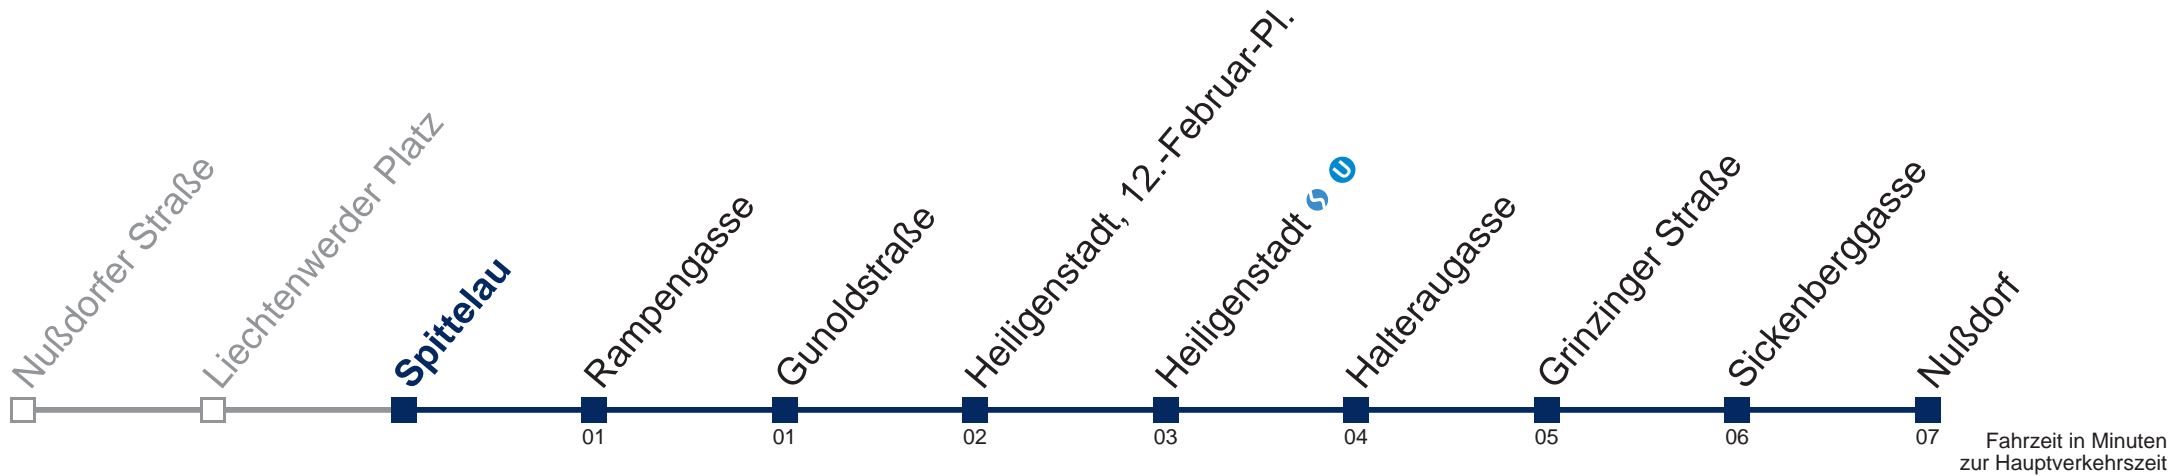 Nußdorfer Straße
Liechtenwerder Platz
Spittelau
Rampengasse
Gunoldstraße
Heiligenstadt, 12.-Februar-Pl.
Heiligenstadt S U
Halteraugasse
Grinzinger Straße
Sickenberggasse
Nußdorf
01 01 02 03 04 05 06 07
Fahrzeit in Minuten
zur Hauptverkehrszeit